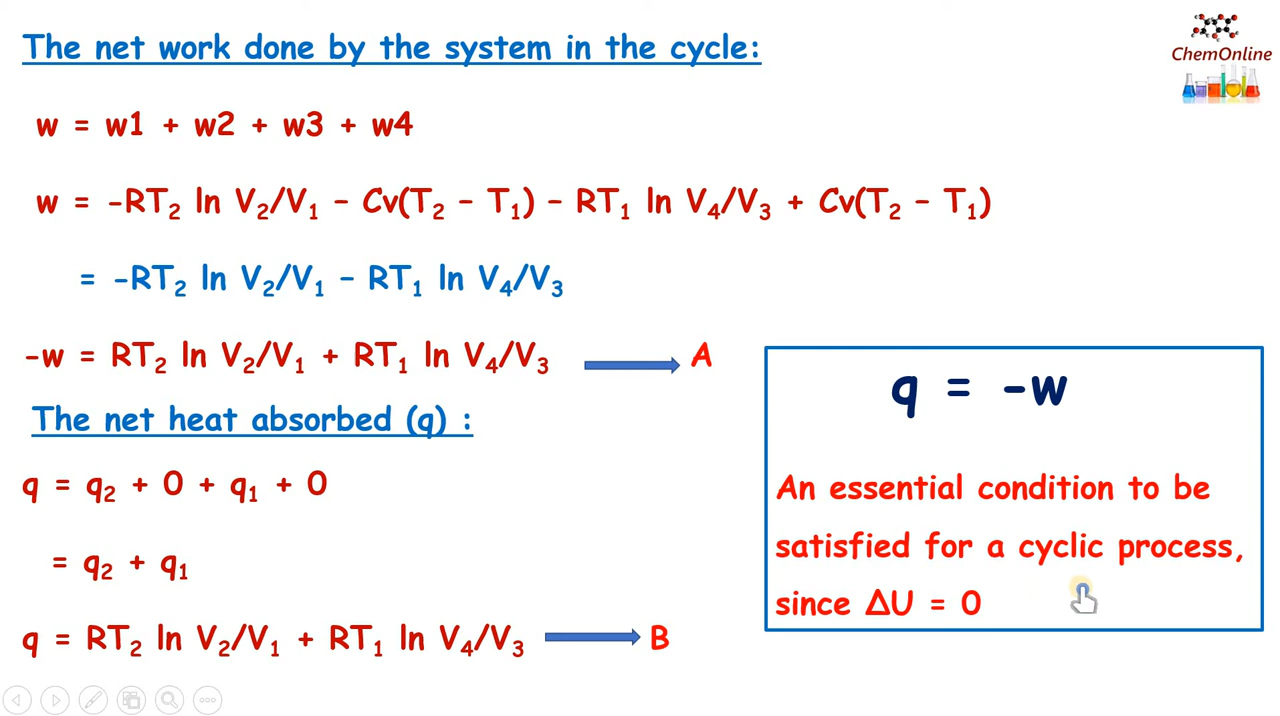 The net work done by the system in the cycle:
ChemOnline
w = w1 + w2 + w3 + w4
w = -RT₂ ln V₂/V₁ – Cv(T₂ – T₁) – RT₁ ln V₄/V₃ + Cv(T₂ – T₁)
= -RT₂ ln V₂/V₁ – RT₁ ln V₄/V₃
-w = RT₂ ln V₂/V₁ + RT₁ ln V₄/V₃ A
The net heat absorbed (q) :
q = q₂ + 0 + q₁ + 0
= q₂ + q₁
q = RT₂ ln V₂/V₁ + RT₁ ln V₄/V₃ B
q = -w
An essential condition to be
satisfied for a cyclic process,
since ΔU = 0